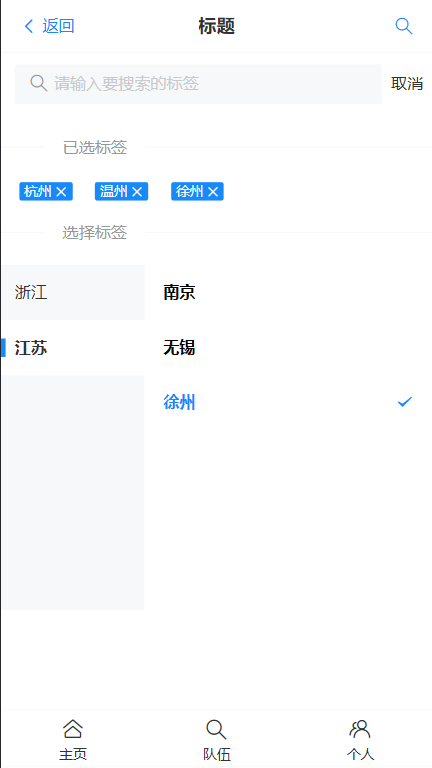 返回 标题
请输入要搜索的标签 取消
已选标签
杭州 温州 徐州
选择标签
浙江 南京
江苏 无锡
徐州
主页 队伍 个人